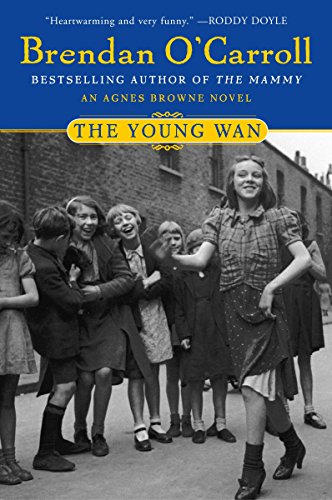 "Heartwarming and very funny." —RODDY DOYLE
Brendan O'Carroll
BESTSELLING AUTHOR OF THE MAMMY
AN AGNES BROWNE NOVEL
THE YOUNG WAN